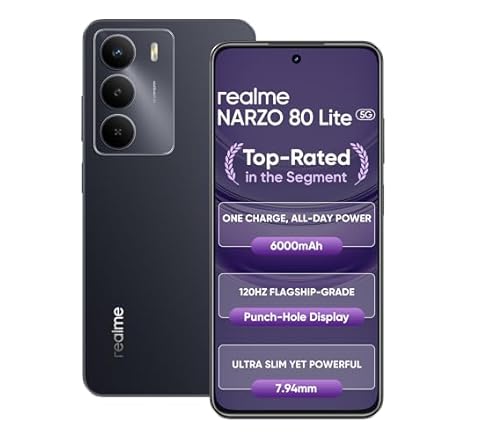 realme
NARZO 80 Lite 5G
Top-Rated
in the Segment
ONE CHARGE, ALL-DAY POWER
6000mAh
120HZ FLAGSHIP-GRADE
Punch-Hole Display
ULTRA SLIM YET POWERFUL
7.94mm
realme